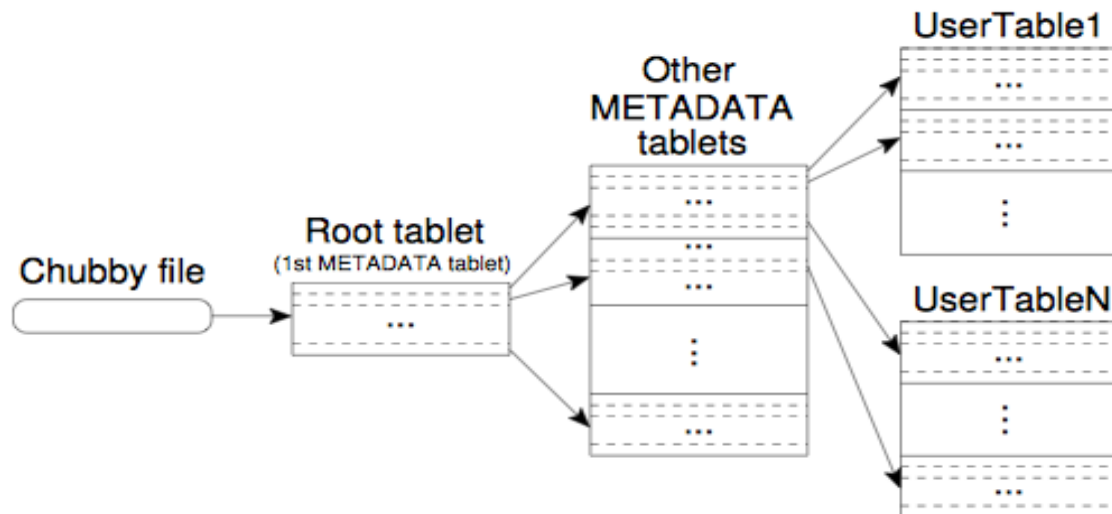 UserTable1
...
...
...
Other
METADATA
tablets
...
...
...
...
...
Root tablet
(1st METADATA tablet)
...
Chubby file
UserTableN
...
...
...